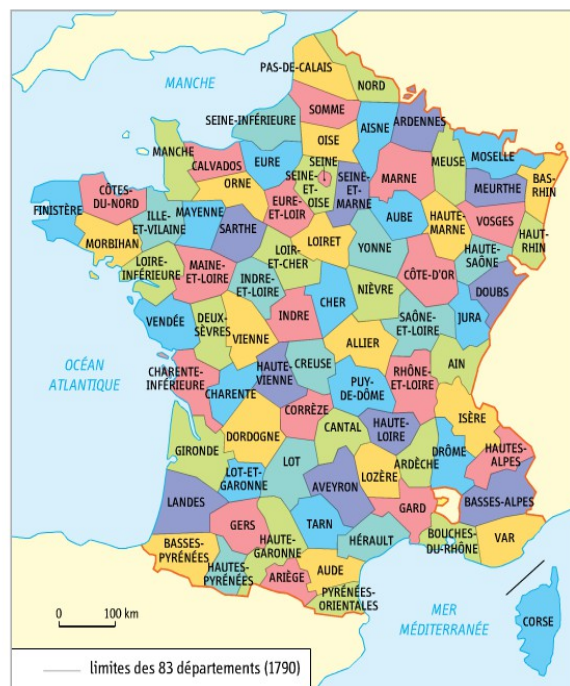 MANCHE
PAS-DE-CALAIS
NORD
SOMME
SEINE-INFÉRIEURE
OISE
AISNE
ARDENNES
MANCHE
CALVADOS
EURE
SEINE
SEINE-
ET-
OISE
SEINE-
ET-
MARNE
MARNE
MEUSE
MOSELLE
MEURTHE
BAS-
RHIN
FINISTÈRE
CÔTES-
DU-NORD
ILLE-
ET-VILAINE
MAYENNE
ORNE
SARTHE
EURE-
ET-LOIR
AUBE
HAUTE-
MARNE
VOSGES
HAUT-
RHIN
MORBIHAN
LOIRE-
INFÉRIEURE
MAINE-
ET-LOIRE
INDRE-
ET-LOIRE
LOIR-
ET-CHER
LOIRET
YONNE
CÔTE-D'OR
HAUTE-
SAÔNE
DOUBS
VENDÉE
DEUX-
SÈVRES
VIENNE
INDRE
CHER
NIÈVRE
SAÔNE-
ET-LOIRE
JURA
OCÉAN
ATLANTIQUE
CHARENTE-
INFÉRIEURE
CHARENTE
HAUTE-
VIENNE
CREUSE
ALLIER
PUY-
DE-DÔME
RHÔNE-
ET-LOIRE
AIN
GIRONDE
DORDOGNE
CORRÈZE
CANTAL
HAUTE-
LOIRE
ARDÈCHE
DRÔME
ISÈRE
HAUTES-
ALPES
LANDES
LOT-ET-
GARONNE
LOT
AVEYRON
LOZÈRE
GARD
BASSES-ALPES
BASSES-
PYRÉNÉES
GERS
HAUTES-
PYRÉNÉES
HAUTE-
GARONNE
TARN
HÉRAULT
BOUCHES-
DU-RHÔNE
VAR
ARIÈGE
AUDE
PYRÉNÉES-
ORIENTALES
MER
MÉDITERRANÉE
CORSE
0 100 km
limites des 83 départements (1790)